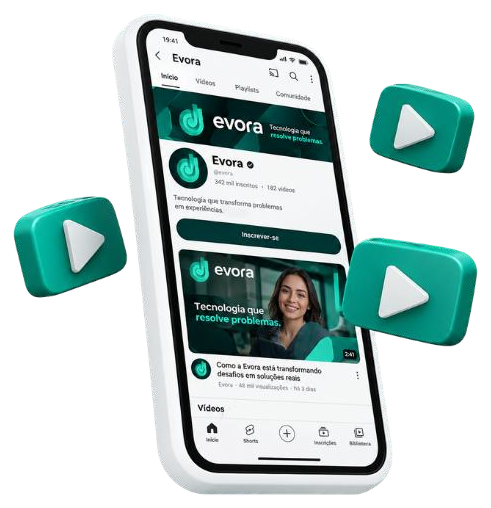 19:41
Evora
Início Vídeos Playlists Comunidade
evora
Tecnologia que
resolve problemas.
Evora
@evora
342 mil inscritos • 182 vídeos
Tecnologia que transforma problemas
em experiências.
Inscrever-se
evora
Tecnologia que
resolve problemas.
2:41
Como a Evora está transformando
desafios em soluções reais
Evora • 48 mil visualizações • há 3 dias
Vídeos
Início Shorts Inscrições Biblioteca